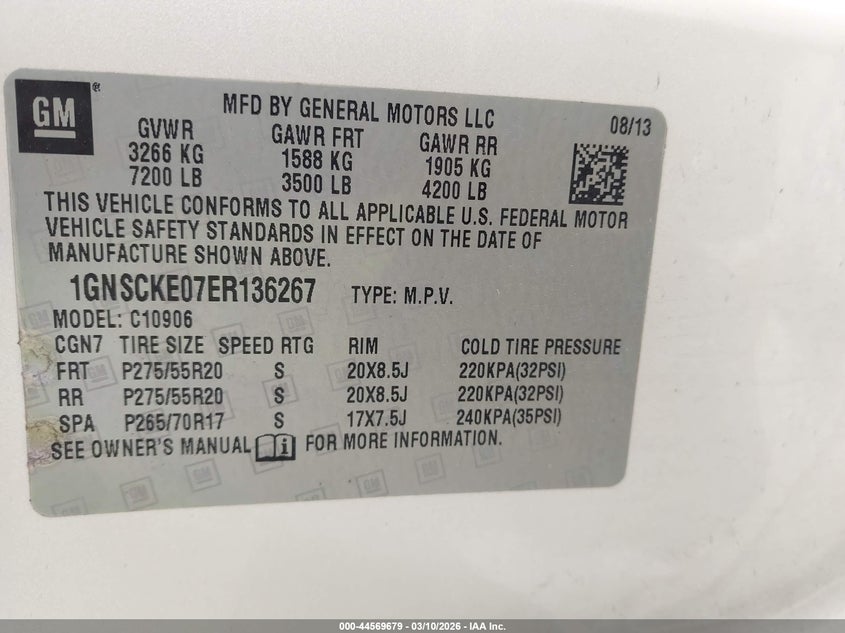 GM ®
MFD BY GENERAL MOTORS LLC
08/13
GVWR GAWR FRT GAWR RR
3266 KG 1588 KG 1905 KG
7200 LB 3500 LB 4200 LB
THIS VEHICLE CONFORMS TO ALL APPLICABLE U.S. FEDERAL MOTOR
VEHICLE SAFETY STANDARDS IN EFFECT ON THE DATE OF
MANUFACTURE SHOWN ABOVE.
1GNSCKE07ER136267 TYPE: M.P.V.
MODEL: C10906
CGN7 TIRE SIZE SPEED RTG RIM COLD TIRE PRESSURE
FRT P275/55R20 S 20X8.5J 220KPA(32PSI)
RR P275/55R20 S 20X8.5J 220KPA(32PSI)
SPA P265/70R17 S 17X7.5J 240KPA(35PSI)
SEE OWNER'S MANUAL i FOR MORE INFORMATION.
000-44569679 — 03/10/2026 — IAA Inc.